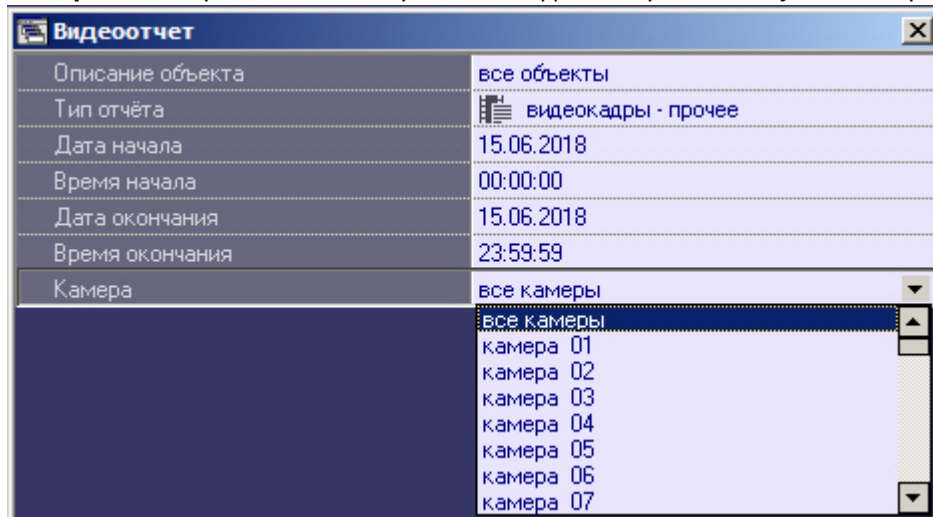 Видеоотчет
Описание объекта все объекты
Тип отчёта видеокадры - прочее
Дата начала 15.06.2018
Время начала 00:00:00
Дата окончания 15.06.2018
Время окончания 23:59:59
Камера все камеры
все камеры
камера 01
камера 02
камера 03
камера 04
камера 05
камера 06
камера 07